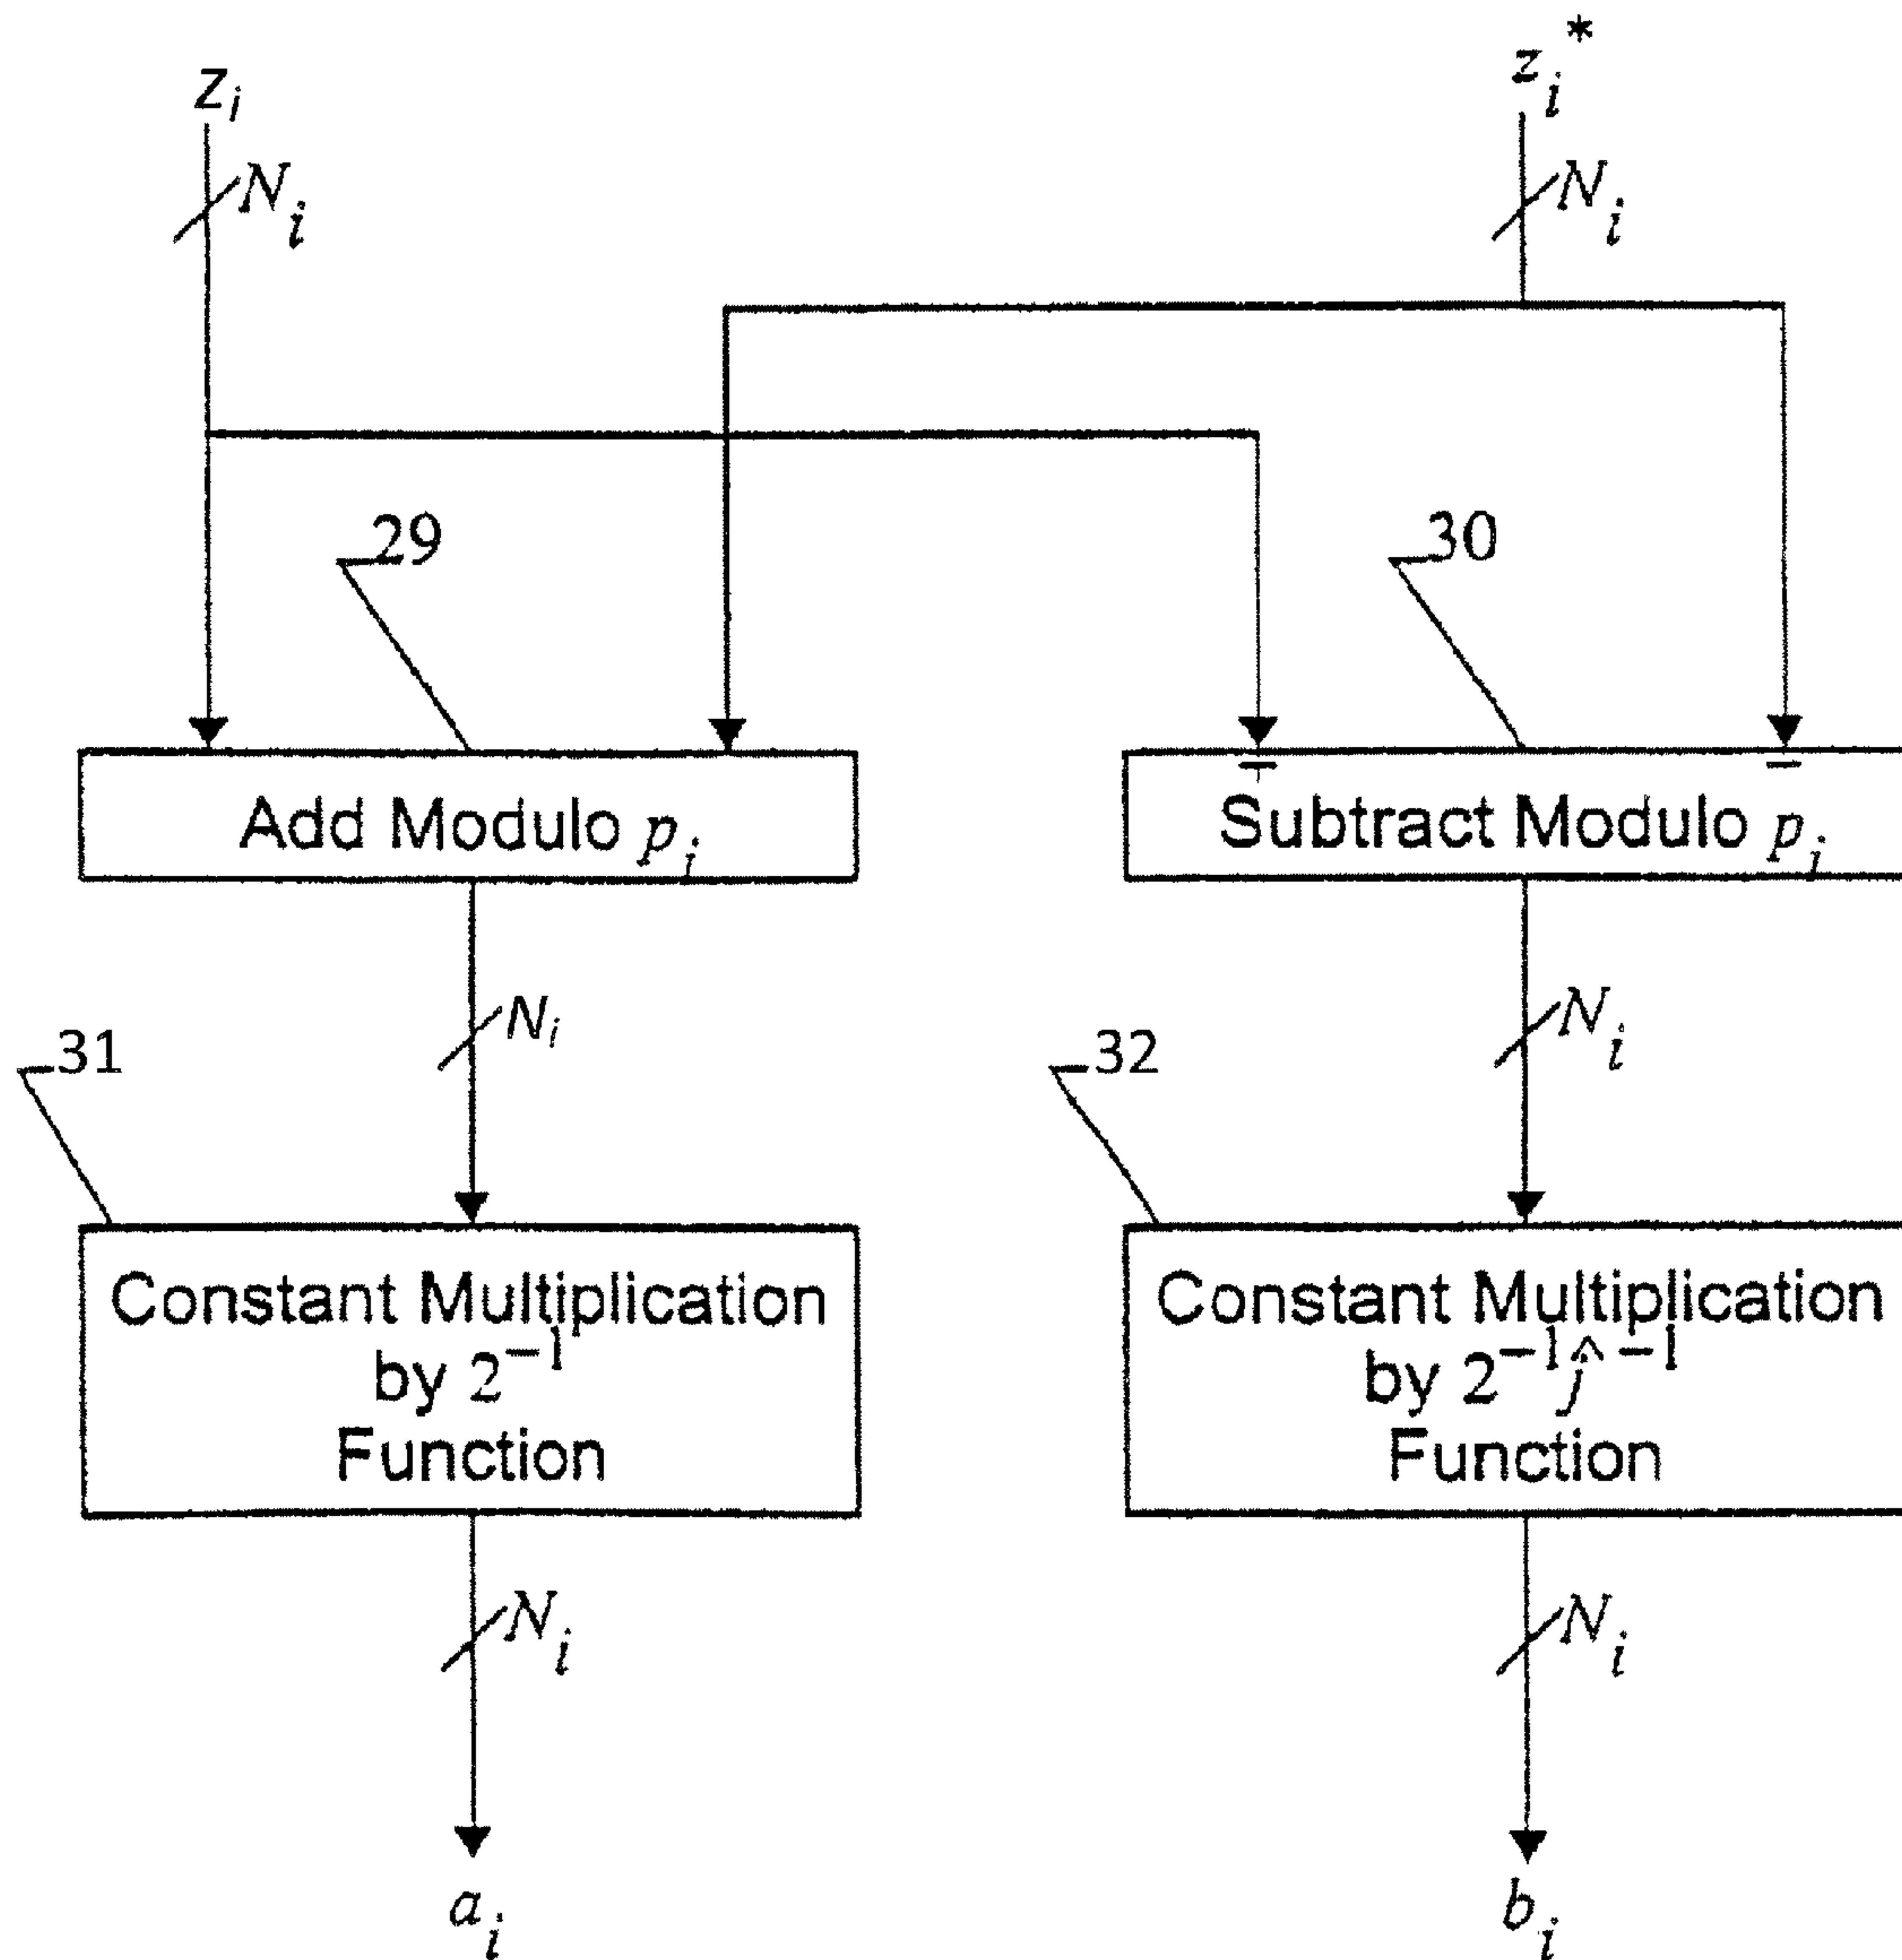 z_i
z_i^*
N_i
N_i
29
30
Add Modulo p_i
Subtract Modulo p_i
N_i
N_i
31
32
Constant Multiplication
by 2^{-1}
Function
Constant Multiplication
by 2^{-1} ĵ^{-1}
Function
N_i
N_i
a_i
b_i